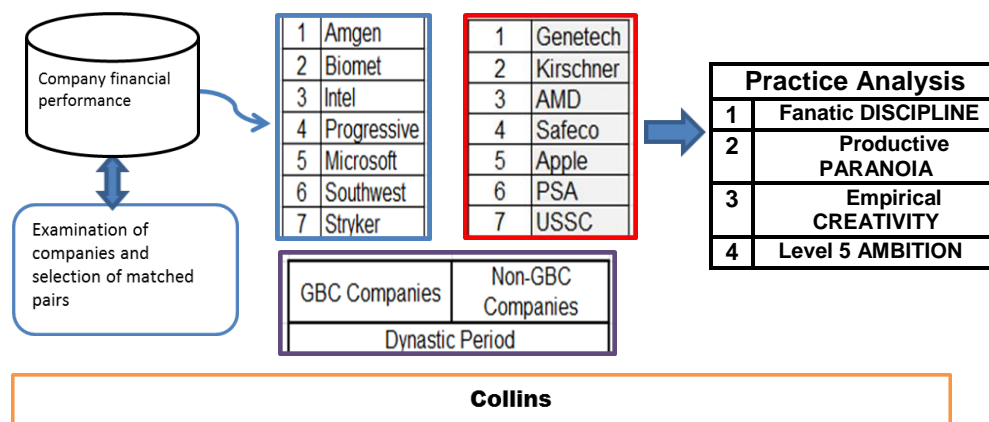 Company financial
performance
Examination of
companies and
selection of matched
pairs
1 Amgen
2 Biomet
3 Intel
4 Progressive
5 Microsoft
6 Southwest
7 Stryker
1 Genetech
2 Kirschner
3 AMD
4 Safeco
5 Apple
6 PSA
7 USSC
GBC Companies
Non-GBC
Companies
Dynastic Period
Practice Analysis
1 Fanatic DISCIPLINE
2 Productive
PARANOIA
3 Empirical
CREATIVITY
4 Level 5 AMBITION
Collins